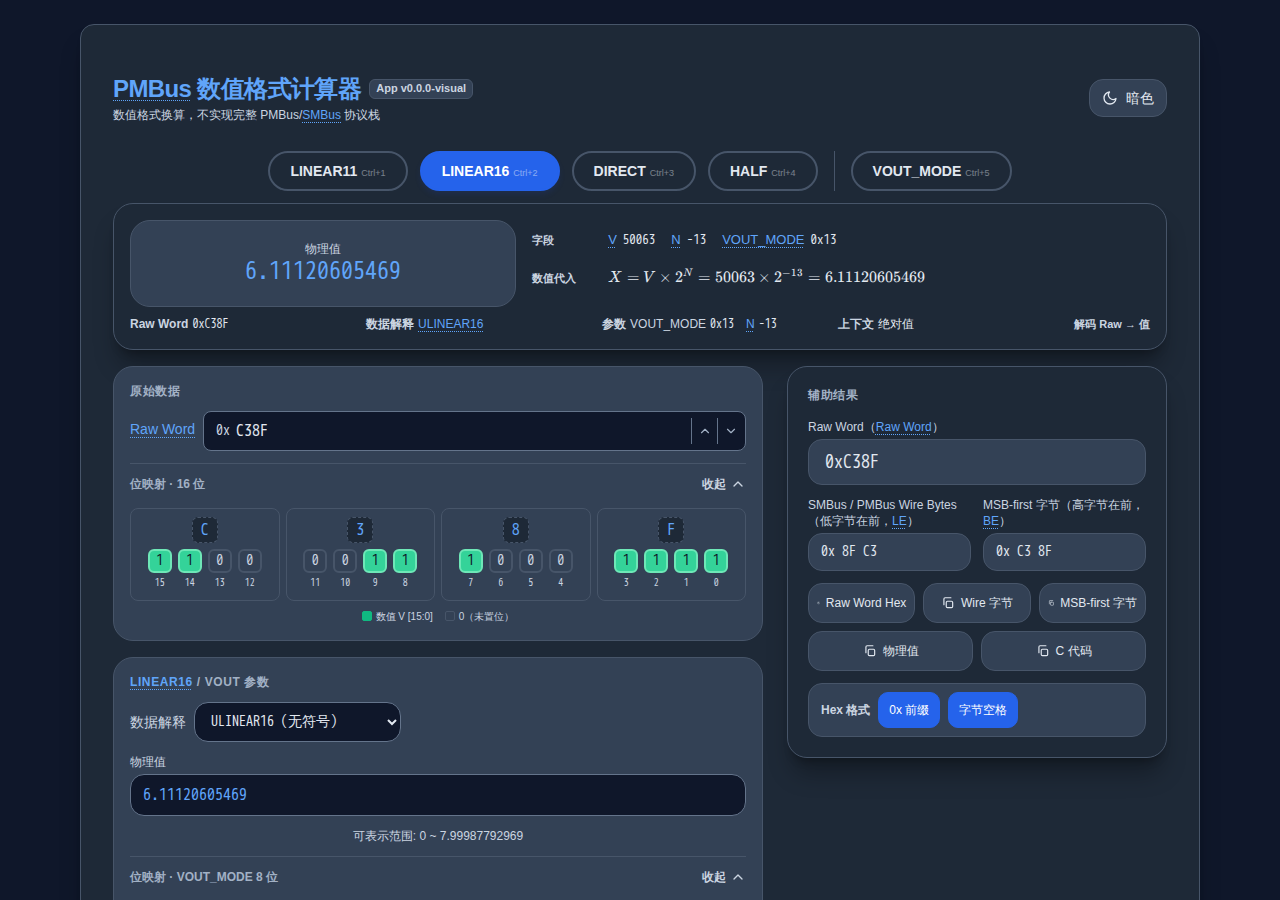 PMBus 数值格式计算器 App v0.0.0-visual
数值格式换算，不实现完整 PMBus/SMBus 协议栈
暗色
LINEAR11 Ctrl+1 LINEAR16 Ctrl+2 DIRECT Ctrl+3 HALF Ctrl+4 VOUT_MODE Ctrl+5
物理值
6.11120605469
字段 V 50063 N -13 VOUT_MODE 0x13
数值代入 X = V × 2^N = 50063 × 2^−13 = 6.11120605469
Raw Word 0xC38F 数据解释 ULINEAR16 参数 VOUT_MODE 0x13 N -13 上下文 绝对值 解码 Raw → 值
原始数据
Raw Word 0x C38F
位映射 · 16 位 收起
C 3 8 F
1 1 0 0 0 0 1 1 1 0 0 0 1 1 1 1
15 14 13 12 11 10 9 8 7 6 5 4 3 2 1 0
数值 V [15:0] 0（未置位）
LINEAR16 / VOUT 参数
数据解释 ULINEAR16 (无符号)
物理值
6.11120605469
可表示范围: 0 ~ 7.99987792969
位映射 · VOUT_MODE 8 位 收起
辅助结果
Raw Word（Raw Word）
0xC38F
SMBus / PMBus Wire Bytes
（低字节在前，LE）
0x 8F C3
MSB-first 字节（高字节在前，
BE）
0x C3 8F
Raw Word Hex Wire 字节 MSB-first 字节
物理值 C 代码
Hex 格式 0x 前缀 字节空格